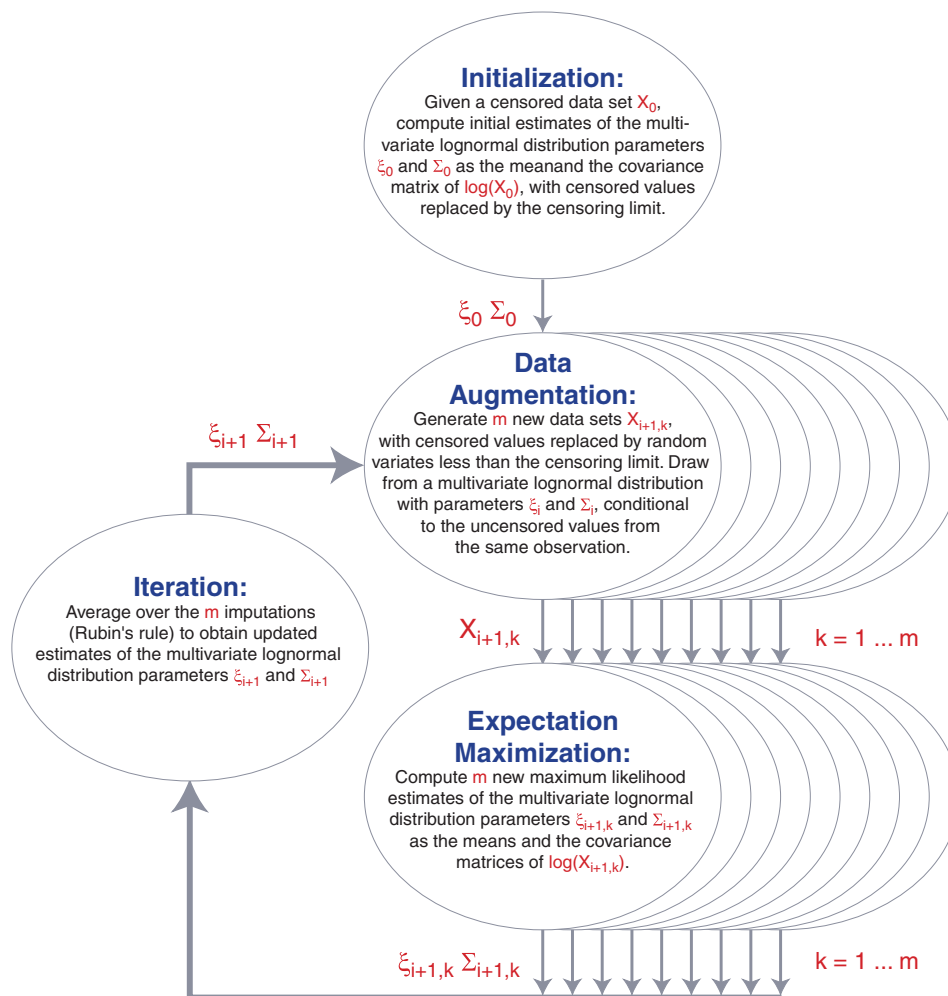 Initialization:
Given a censored data set X₀,
compute initial estimates of the multi-
variate lognormal distribution parameters
ξ₀ and Σ₀ as the meanand the covariance
matrix of log(X₀), with censored values
replaced by the censoring limit.
ξ₀ Σ₀
Data
Augmentation:
Generate m new data sets Xᵢ₊₁,ₖ,
with censored values replaced by random
variates less than the censoring limit. Draw
from a multivariate lognormal distribution
with parameters ξᵢ and Σᵢ, conditional
to the uncensored values from
the same observation.
ξᵢ₊₁ Σᵢ₊₁
Iteration:
Average over the m imputations
(Rubin's rule) to obtain updated
estimates of the multivariate lognormal
distribution parameters ξᵢ₊₁ and Σᵢ₊₁
Xᵢ₊₁,ₖ
k = 1 ... m
Expectation
Maximization:
Compute m new maximum likelihood
estimates of the multivariate lognormal
distribution parameters ξᵢ₊₁,ₖ and Σᵢ₊₁,ₖ
as the means and the covariance
matrices of log(Xᵢ₊₁,ₖ).
ξᵢ₊₁,ₖ Σᵢ₊₁,ₖ
k = 1 ... m